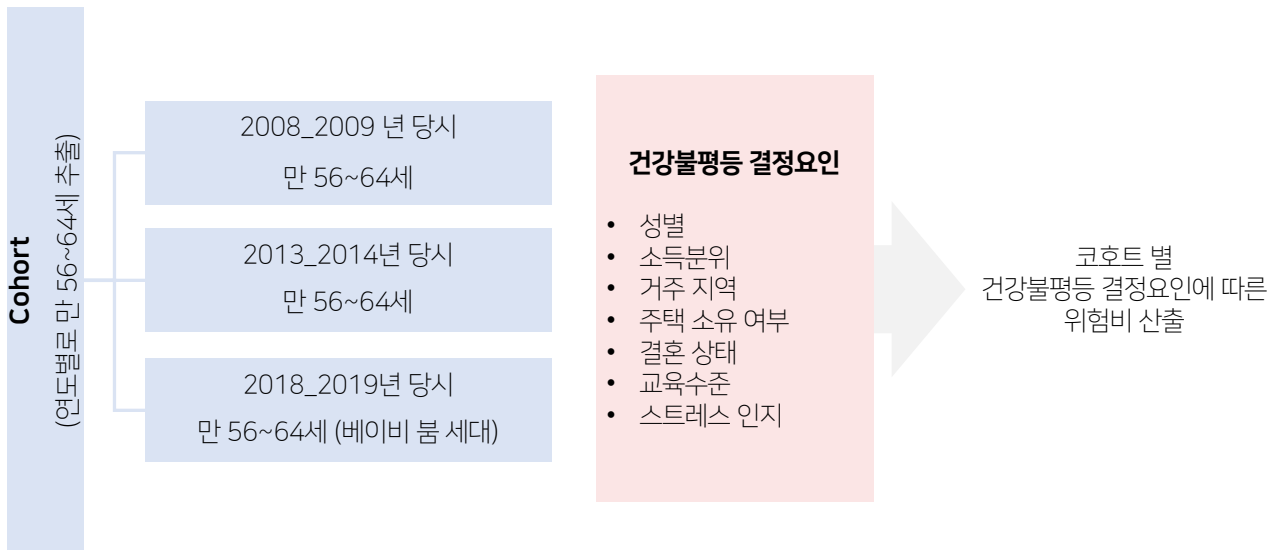 Cohort
(연도별로 만 56~64세 추출)
2008_2009 년 당시
만 56~64세
2013_2014년 당시
만 56~64세
2018_2019년 당시
만 56~64세 (베이비 붐 세대)
건강불평등 결정요인
• 성별
• 소득분위
• 거주 지역
• 주택 소유 여부
• 결혼 상태
• 교육수준
• 스트레스 인지
코호트 별
건강불평등 결정요인에 따른
위험비 산출